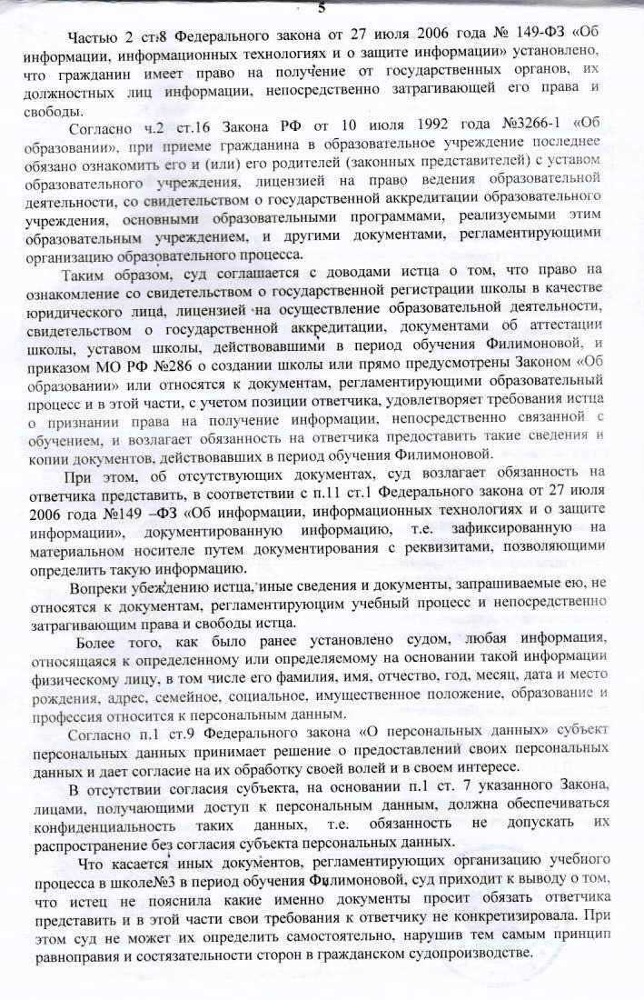 5
Частью 2 ст.8 Федерального закона от 27 июля 2006 года № 149-ФЗ «Об
информации, информационных технологиях и о защите информации» установлено,
что гражданин имеет право на получение от государственных органов, их
должностных лиц информации, непосредственно затрагивающей его права и
свободы.
Согласно ч.2 ст.16 Закона РФ от 10 июля 1992 года №3266-1 «Об
образовании», при приеме гражданина в образовательное учреждение последнее
обязано ознакомить его и (или) его родителей (законных представителей) с уставом
образовательного учреждения, лицензией на право ведения образовательной
деятельности, со свидетельством о государственной аккредитации образовательного
учреждения, основными образовательными программами, реализуемыми этим
образовательным учреждением, и другими документами, регламентирующими
организацию образовательного процесса.
Таким образом, суд соглашается с доводами истца о том, что право на
ознакомление со свидетельством о государственной регистрации школы в качестве
юридического лица, лицензией на осуществление образовательной деятельности,
свидетельством о государственной аккредитации, документами об аттестации
школы, уставом школы, действовавшими в период обучения Филимоновой, и
приказом МО РФ №286 о создании школы или прямо предусмотрены Законом «Об
образовании» или относятся к документам, регламентирующими образовательный
процесс и в этой части, с учетом позиции ответчика, удовлетворяет требования истца
о признании права на получение информации, непосредственно связанной с
обучением, и возлагает обязанность на ответчика предоставить такие сведения и
копии документов, действовавших в период обучения Филимоновой.
При этом, об отсутствующих документах, суд возлагает обязанность на
ответчика представить, в соответствии с п.11 ст.1 Федерального закона от 27 июля
2006 года №149 –ФЗ «Об информации, информационных технологиях и о защите
информации», документированную информацию, т.е. зафиксированную на
материальном носителе путем документирования с реквизитами, позволяющими
определить такую информацию.
Вопреки убеждению истца, иные сведения и документы, запрашиваемые ею, не
относятся к документам, регламентирующим учебный процесс и непосредственно
затрагивающим права и свободы истца.
Более того, как было ранее установлено судом, любая информация,
относящаяся к определенному или определяемому на основании такой информации
физическому лицу, в том числе его фамилия, имя, отчество, год, месяц, дата и место
рождения, адрес, семейное, социальное, имущественное положение, образование и
профессия относится к персональным данным.
Согласно п.1 ст.9 Федерального закона «О персональных данных» субъект
персональных данных принимает решение о предоставлений своих персональных
данных и дает согласие на их обработку своей волей и в своем интересе.
В отсутствии согласия субъекта, на основании п.1 ст. 7 указанного Закона,
лицами, получающими доступ к персональным данным, должна обеспечиваться
конфиденциальность таких данных, т.е. обязанность не допускать их
распространение без согласия субъекта персональных данных.
Что касается иных документов, регламентирующих организацию учебного
процесса в школе№3 в период обучения Филимоновой, суд приходит к выводу о том,
что истец не пояснила какие именно документы просит обязать ответчика
представить и в этой части свои требования к ответчику не конкретизировала. При
этом суд не может их определить самостоятельно, нарушив тем самым принцип
равноправия и состязательности сторон в гражданском судопроизводстве.